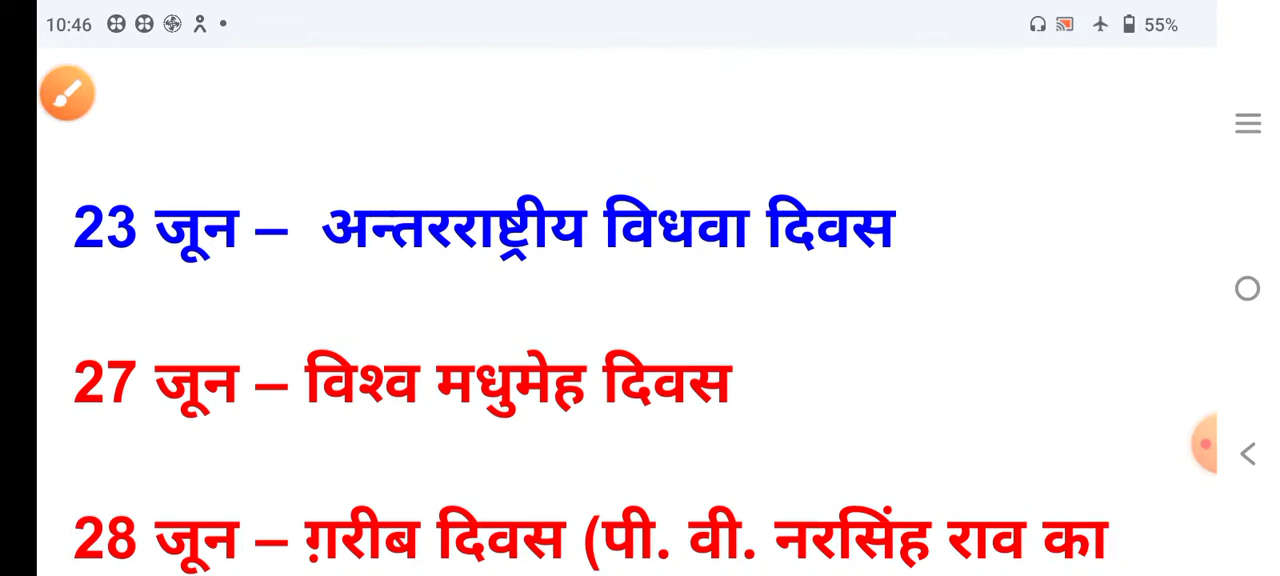 10:46 55%
23 जून – अन्तरराष्ट्रीय विधवा दिवस
27 जून – विश्व मधुमेह दिवस
28 जून – ग़रीब दिवस (पी. वी. नरसिंह राव का